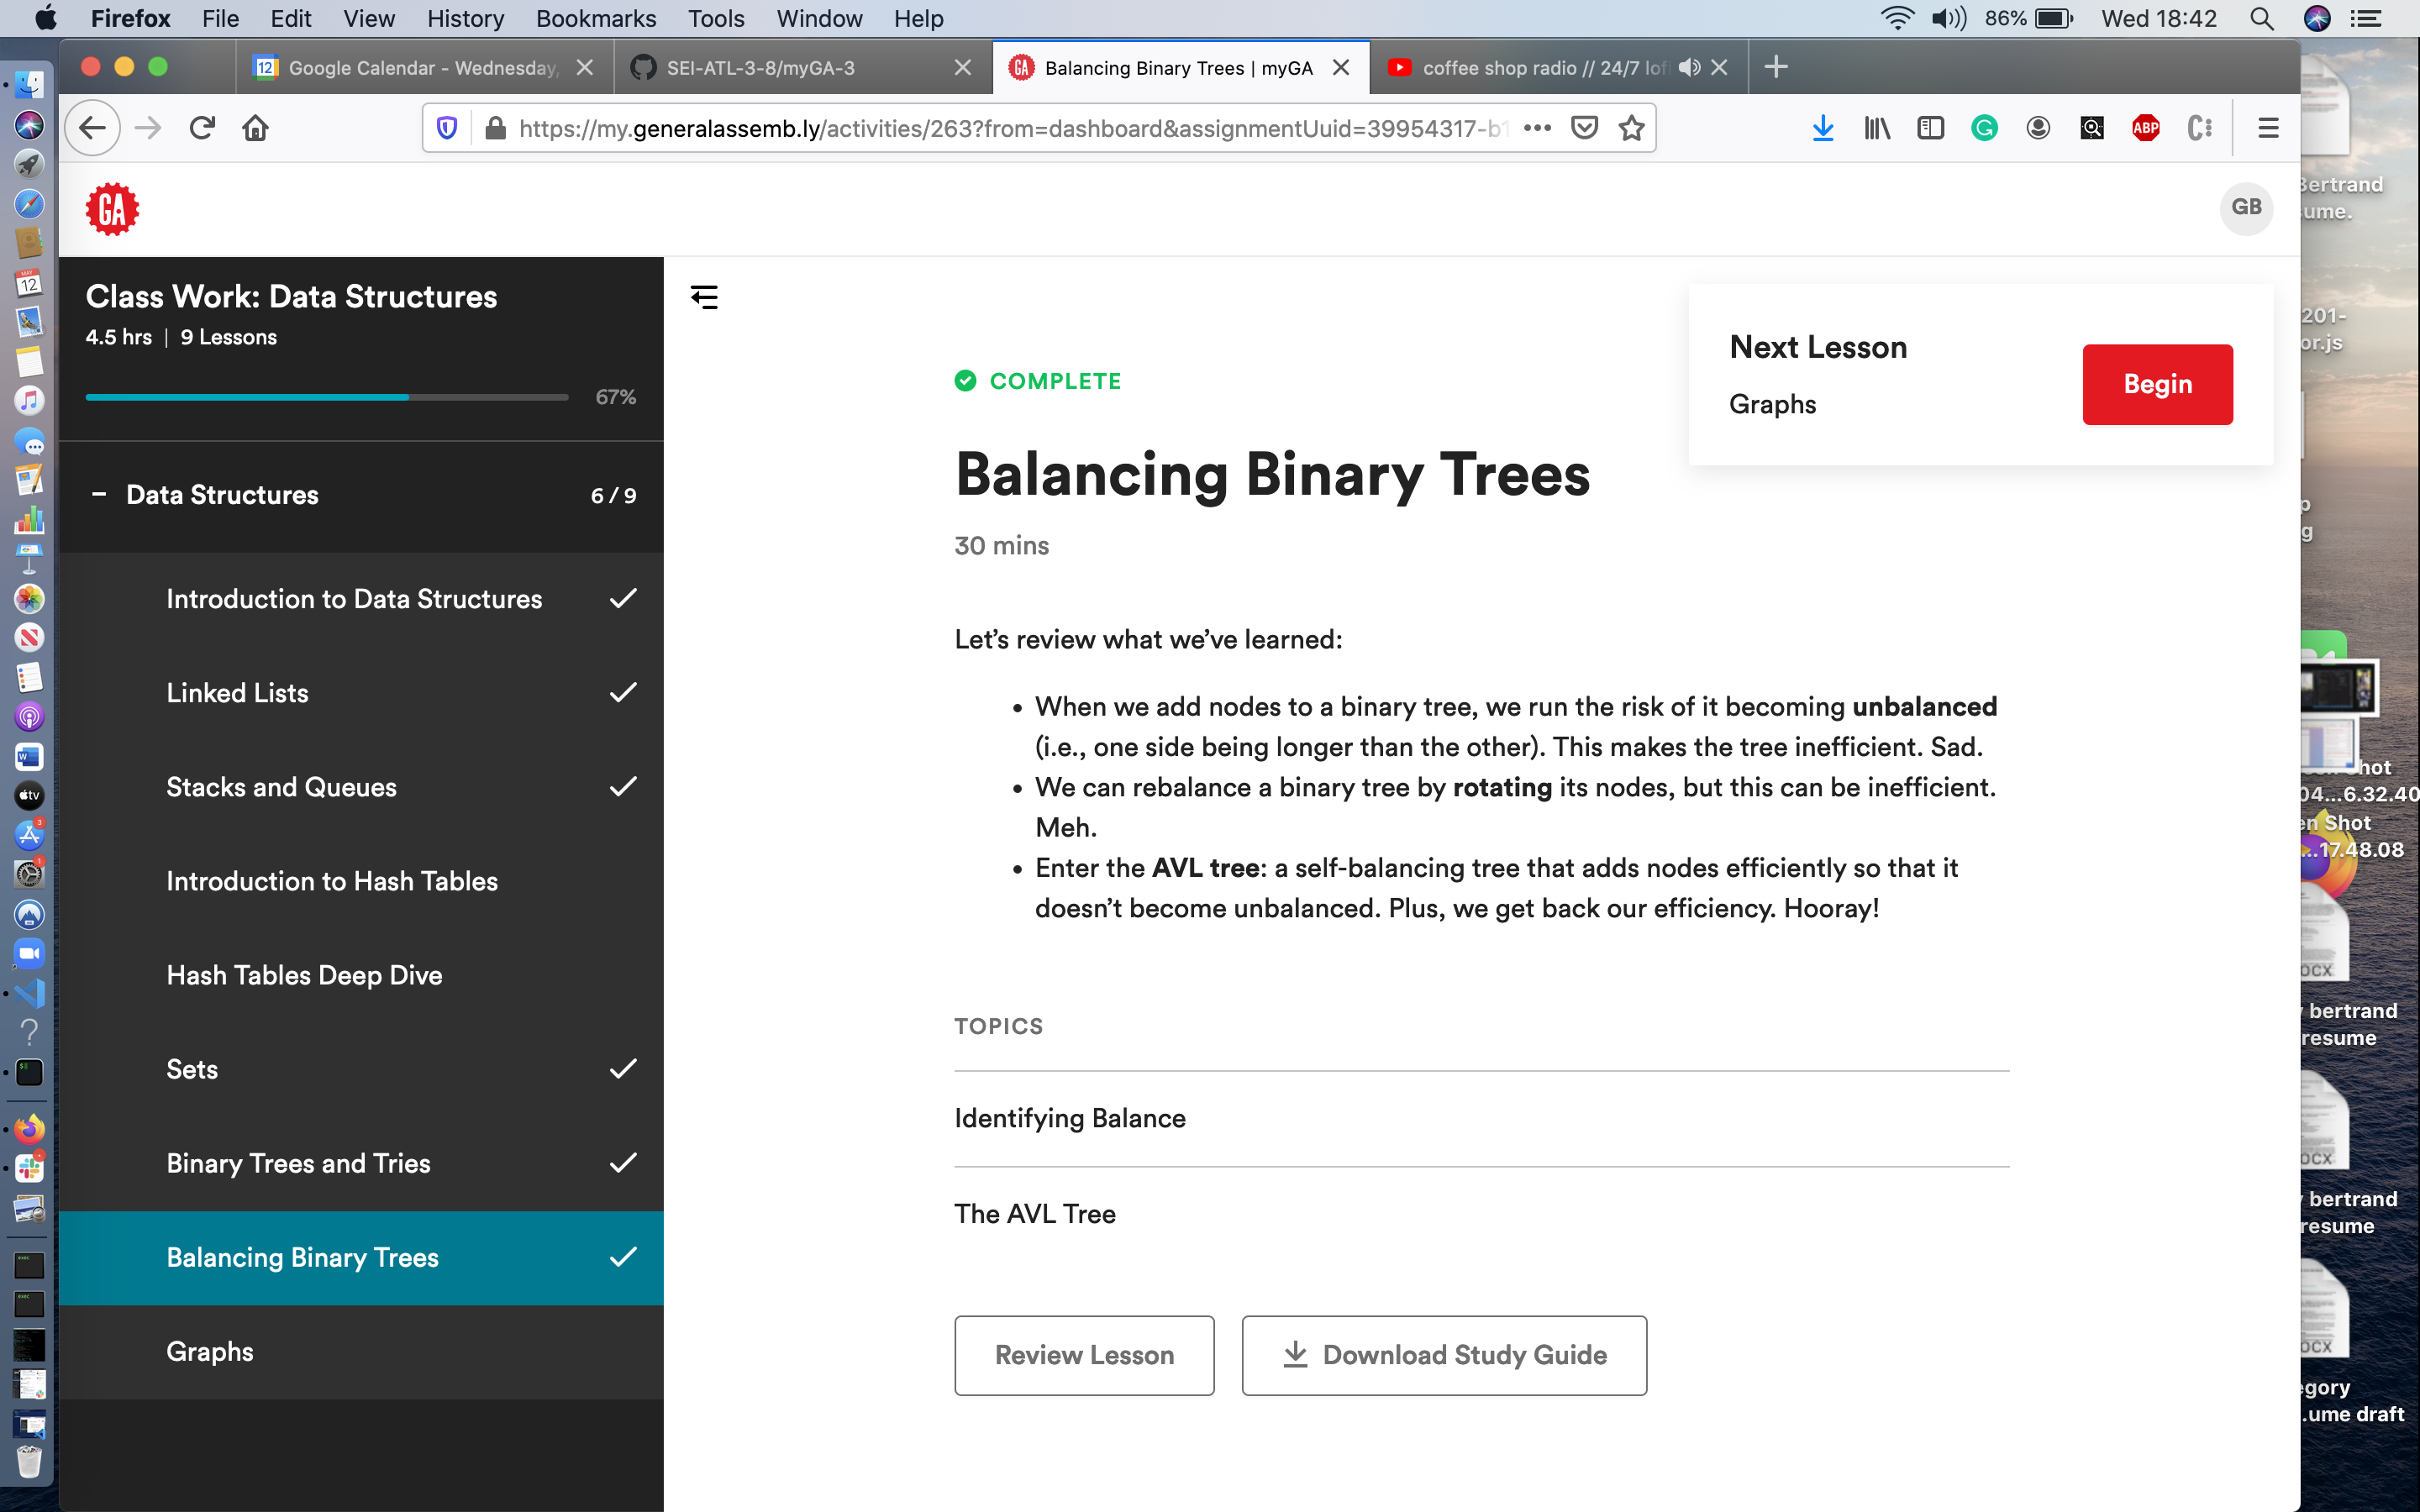 Firefox File Edit View History Bookmarks Tools Window Help 86% Wed 18:42
12 Google Calendar - Wednesday, SEI-ATL-3-8/myGA-3 GA Balancing Binary Trees | myGA coffee shop radio // 24/7 lofi
https://my.generalassemb.ly/activities/263?from=dashboard&assignmentUuid=39954317-b1 ABP
GA GB
Class Work: Data Structures
4.5 hrs | 9 Lessons
67%
Data Structures 6 / 9
Introduction to Data Structures
Linked Lists
Stacks and Queues
Introduction to Hash Tables
Hash Tables Deep Dive
Sets
Binary Trees and Tries
Balancing Binary Trees
Graphs
Next Lesson
Graphs
Begin
COMPLETE
Balancing Binary Trees
30 mins
Let’s review what we’ve learned:
• When we add nodes to a binary tree, we run the risk of it becoming unbalanced
(i.e., one side being longer than the other). This makes the tree inefficient. Sad.
• We can rebalance a binary tree by rotating its nodes, but this can be inefficient.
Meh.
• Enter the AVL tree: a self-balancing tree that adds nodes efficiently so that it
doesn’t become unbalanced. Plus, we get back our efficiency. Hooray!
TOPICS
Identifying Balance
The AVL Tree
Review Lesson Download Study Guide
Bertrand
ume.
201-
or.js
p
g
hot
04...6.32.40
en Shot
...17.48.08
OCX
bertrand
resume
OCX
bertrand
resume
OCX
egory
.ume draft
MAY
12
tv
3
1